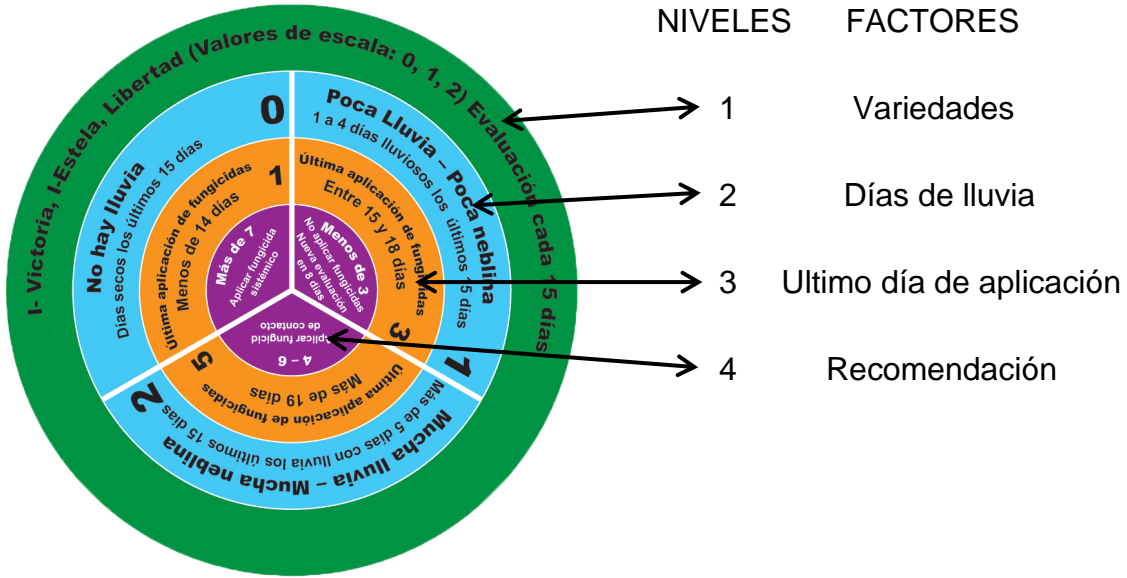 NIVELES FACTORES
1 Variedades
2 Días de lluvia
3 Ultimo día de aplicación
4 Recomendación
I- Victoria, I-Estela, Libertad (Valores de escala: 0, 1, 2) Evaluación cada 15 días
No hay lluvia
Días secos los últimos 15 días
0
Poca Lluvia – Poca neblina
1 a 4 días lluviosos los últimos 15 días
1
Mucha lluvia – Mucha neblina
Más de 5 días con lluvia los últimos 15 días
2
Última aplicación de fungicidas
Menos de 14 días
1
Última aplicación de fungicidas
Entre 15 y 18 días
3
Última aplicación de fungicidas
Más de 19 días
5
Más de 7
Aplicar fungicida
sistémico
Menos de 3
No aplicar fungicidas
Nueva evaluación
en 8 días
4 – 6
Aplicar fungicid
de contacto